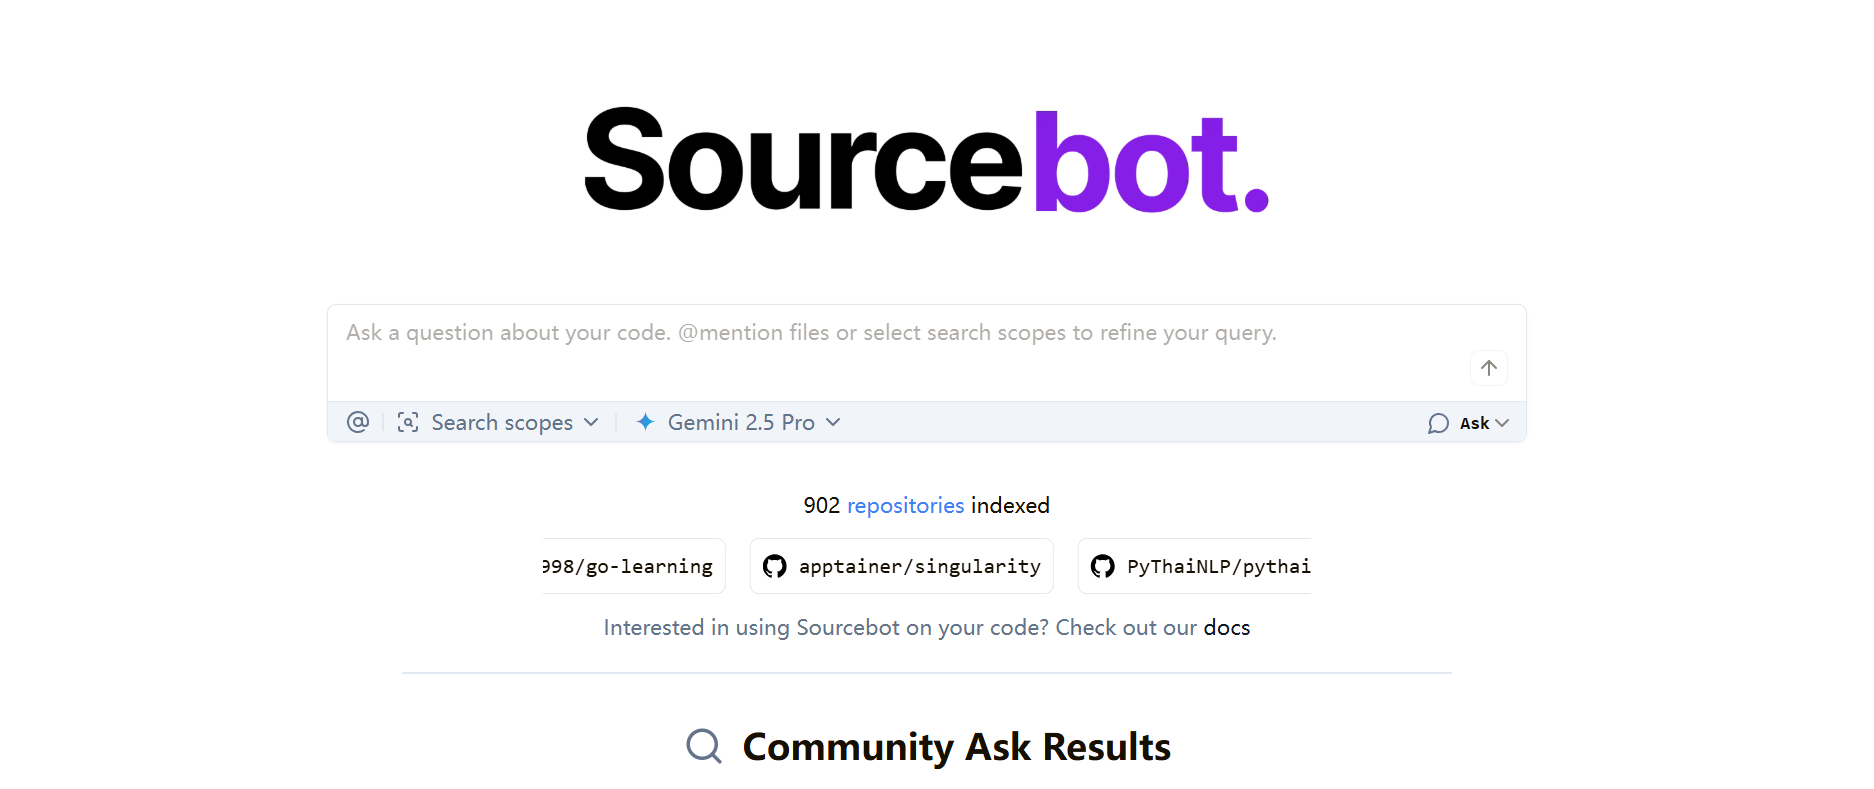 Sourcebot.
Ask a question about your code. @mention files or select search scopes to refine your query.
@ Search scopes Gemini 2.5 Pro Ask
902 repositories indexed
998/go-learning apptainer/singularity PyThaiNLP/pythai
Interested in using Sourcebot on your code? Check out our docs
Community Ask Results